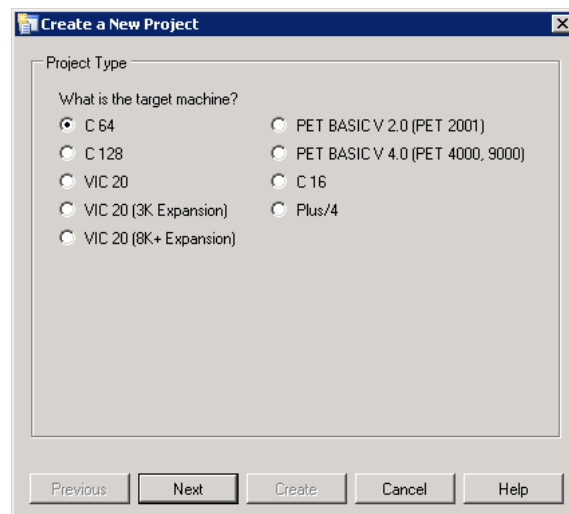 Create a New Project
Project Type
What is the target machine?
C 64
C 128
VIC 20
VIC 20 (3K Expansion)
VIC 20 (8K+ Expansion)
PET BASIC V 2.0 (PET 2001)
PET BASIC V 4.0 (PET 4000, 9000)
C 16
Plus/4
Previous Next Create Cancel Help